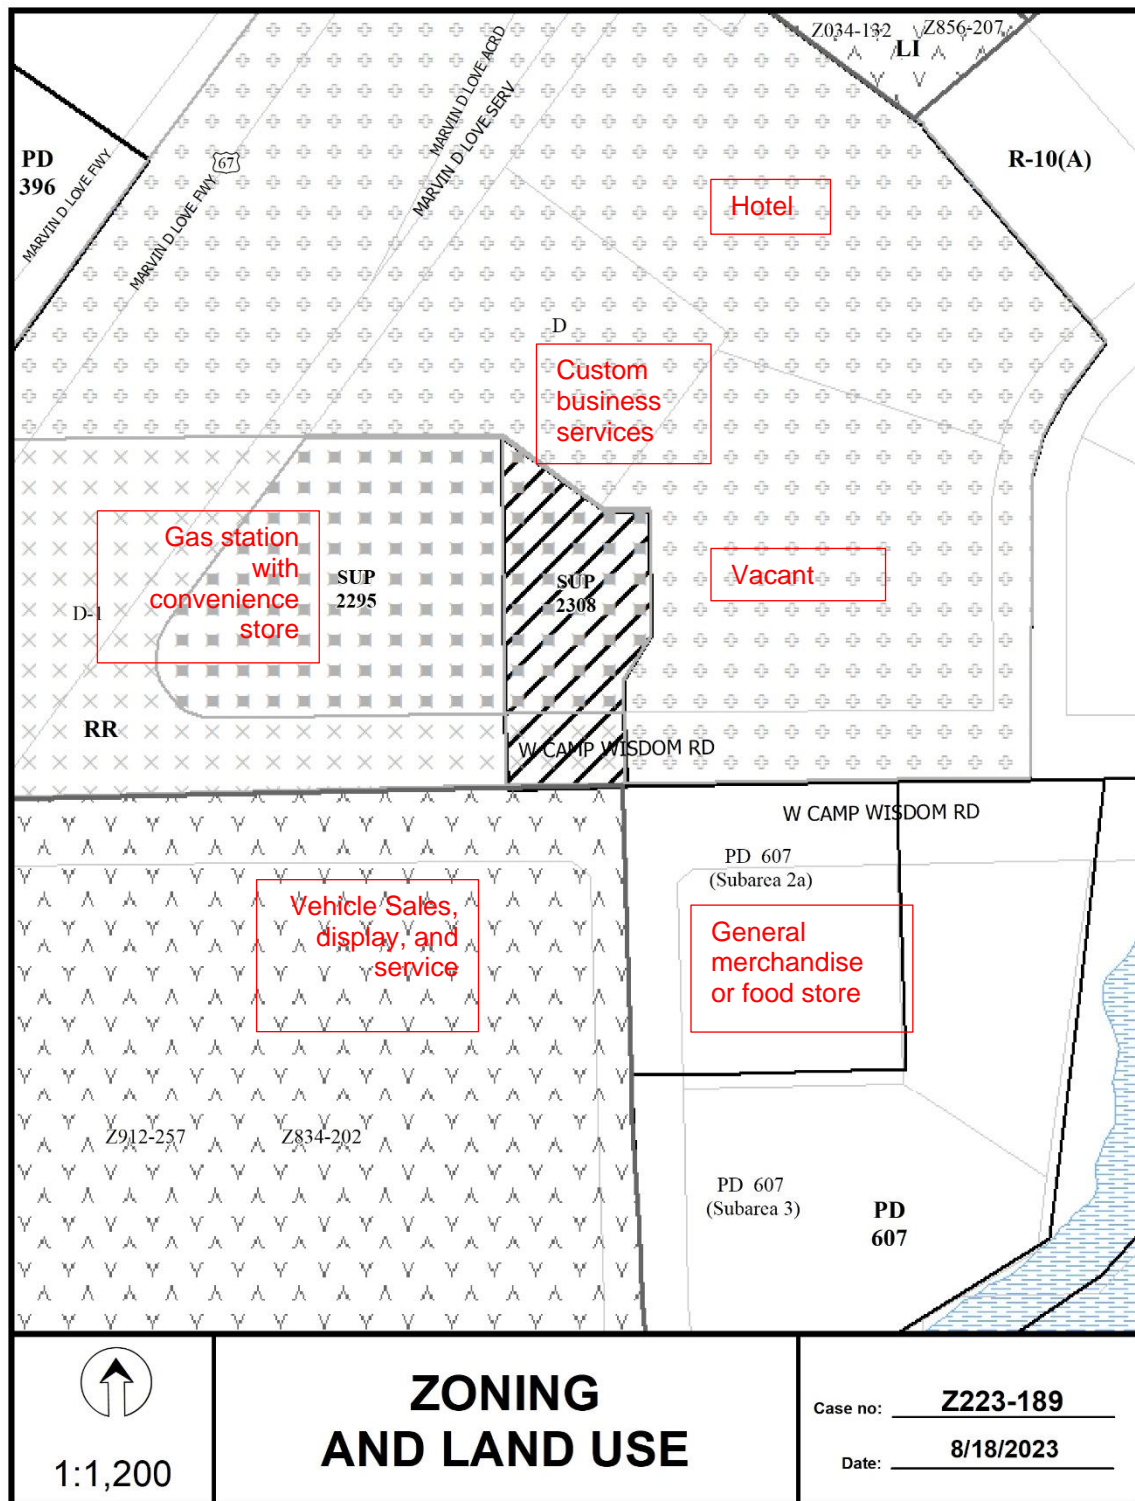 Z034-132
Z856-207
LI
MARVIN D LOVE ACRD
MARVIN D LOVE SERV
PD
396
67
MARVIN D LOVE FWY
MARVIN D LOVE FWY
R-10(A)
Hotel
D
Custom
business
services
Gas station
with
convenience
store
SUP
2295
SUP
2308
Vacant
D-1
RR
W CAMP WISDOM RD
W CAMP WISDOM RD
PD 607
(Subarea 2a)
Vehicle Sales,
display, and
service
General
merchandise
or food store
Z912-257
Z834-202
PD 607
(Subarea 3)
PD
607
1:1,200
ZONING
AND LAND USE
Case no: Z223-189
Date: 8/18/2023